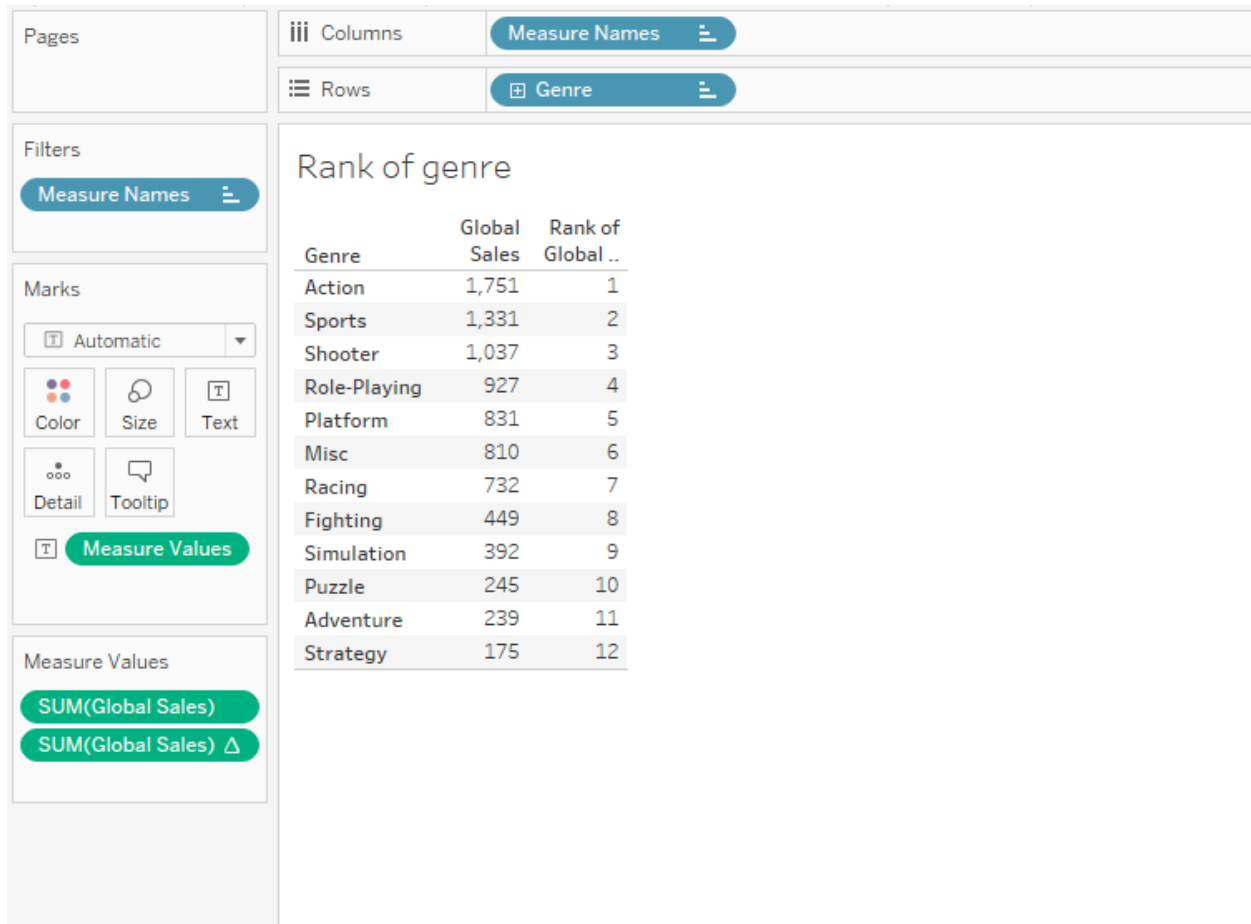 Pages
Columns
Measure Names
Rows
Genre
Filters
Measure Names
Marks
Automatic
Color Size Text
Detail Tooltip
Measure Values
Measure Values
SUM(Global Sales)
SUM(Global Sales) Δ
Rank of genre
Global Rank of
Genre Sales Global ..
Action 1,751 1
Sports 1,331 2
Shooter 1,037 3
Role-Playing 927 4
Platform 831 5
Misc 810 6
Racing 732 7
Fighting 449 8
Simulation 392 9
Puzzle 245 10
Adventure 239 11
Strategy 175 12